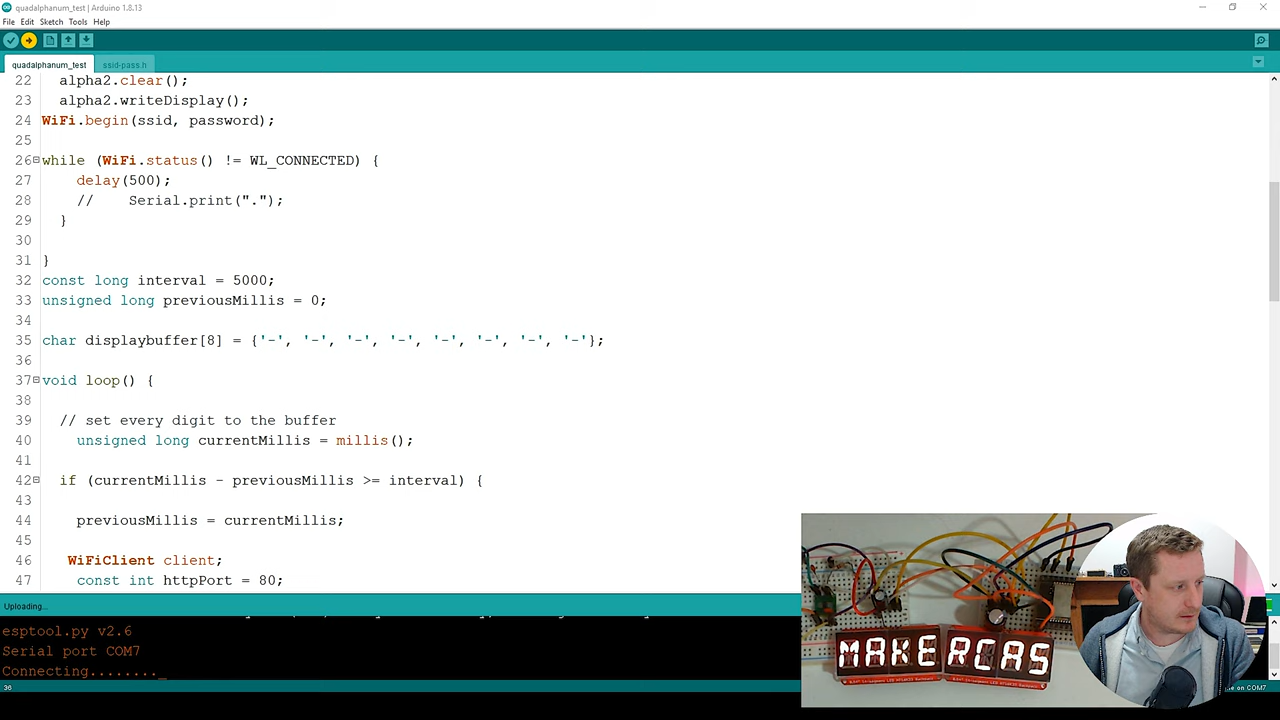 quadalphanum_test | Arduino 1.8.13
File Edit Sketch Tools Help
quadalphanum_test ssid-pass.h
22 alpha2.clear();
23 alpha2.writeDisplay();
24 WiFi.begin(ssid, password);
25
26 while (WiFi.status() != WL_CONNECTED) {
27 delay(500);
28 // Serial.print(".");
29 }
30
31 }
32 const long interval = 5000;
33 unsigned long previousMillis = 0;
34
35 char displaybuffer[8] = {'-', '-', '-', '-', '-', '-', '-', '-'};
36
37 void loop() {
38
39 // set every digit to the buffer
40 unsigned long currentMillis = millis();
41
42 if (currentMillis - previousMillis >= interval) {
43
44 previousMillis = currentMillis;
45
46 WiFiClient client;
47 const int httpPort = 80;
Uploading...
esptool.py v2.6
Serial port COM7
Connecting........_
36
on COM7
MAKERCAS